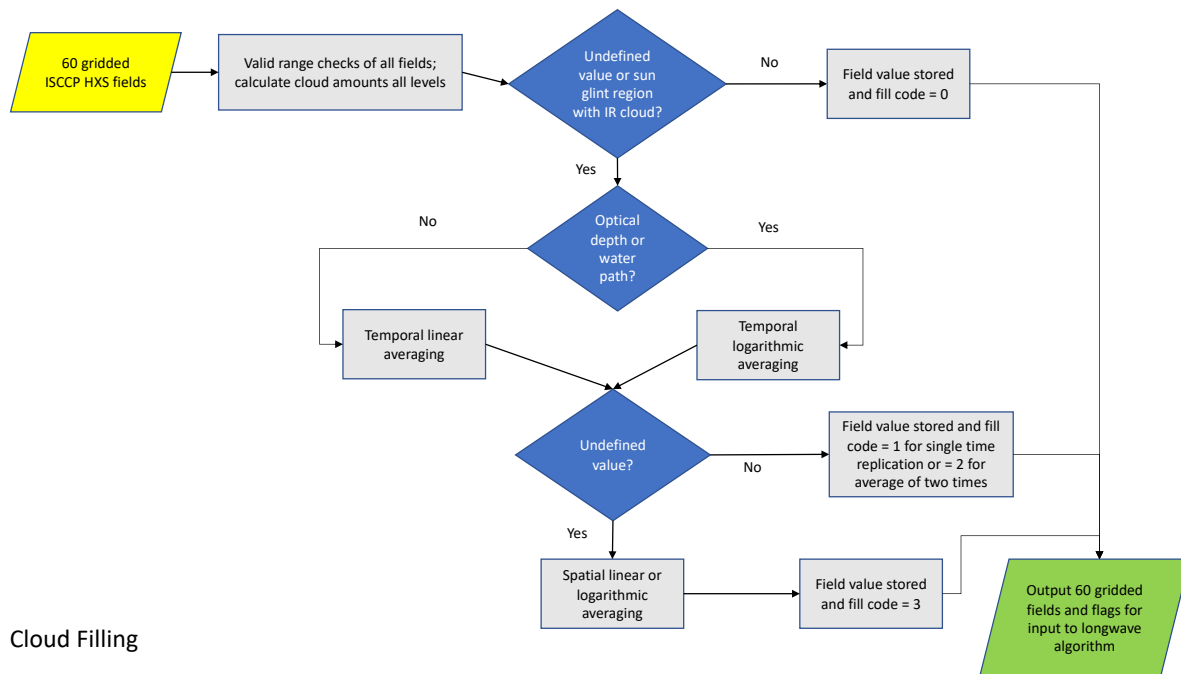 60 gridded
ISCCP HXS fields
Valid range checks of all fields;
calculate cloud amounts all levels
Undefined
value or sun
glint region
with IR cloud?
No
Field value stored
and fill code = 0
Yes
Optical
depth or
water
path?
No
Yes
Temporal linear
averaging
Temporal
logarithmic
averaging
Undefined
value?
No
Field value stored and fill
code = 1 for single time
replication or = 2 for
average of two times
Yes
Spatial linear or
logarithmic
averaging
Field value stored
and fill code = 3
Output 60 gridded
fields and flags for
input to longwave
algorithm
Cloud Filling